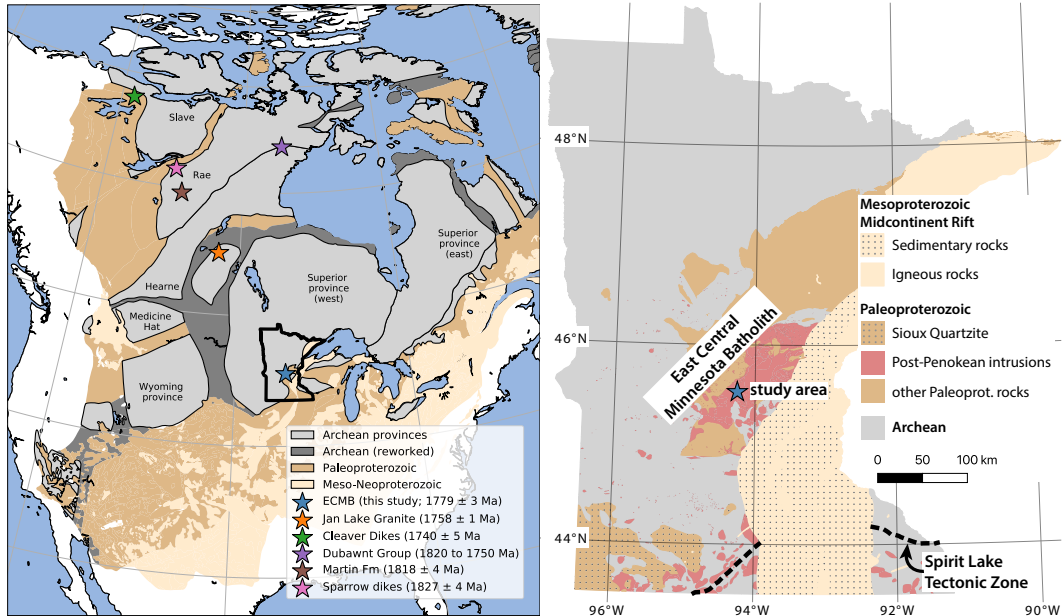 Slave
Rae
Hearne
Medicine
Hat
Wyoming
province
Superior
province
(west)
Superior
province
(east)
Archean provinces
Archean (reworked)
Paleoproterozoic
Meso-Neoproterozoic
ECMB (this study; 1779 ± 3 Ma)
Jan Lake Granite (1758 ± 1 Ma)
Cleaver Dikes (1740 ± 5 Ma
Dubawnt Group (1820 to 1750 Ma)
Martin Fm (1818 ± 4 Ma)
Sparrow dikes (1827 ± 4 Ma)
48°N
46°N
44°N
96°W
94°W
92°W
90°W
East Central
Minnesota Batholith
study area
Mesoproterozoic
Midcontinent Rift
Sedimentary rocks
Igneous rocks
Paleoproterozoic
Sioux Quartzite
Post-Penokean intrusions
other Paleoprot. rocks
Archean
0 50 100 km
Spirit Lake
Tectonic Zone